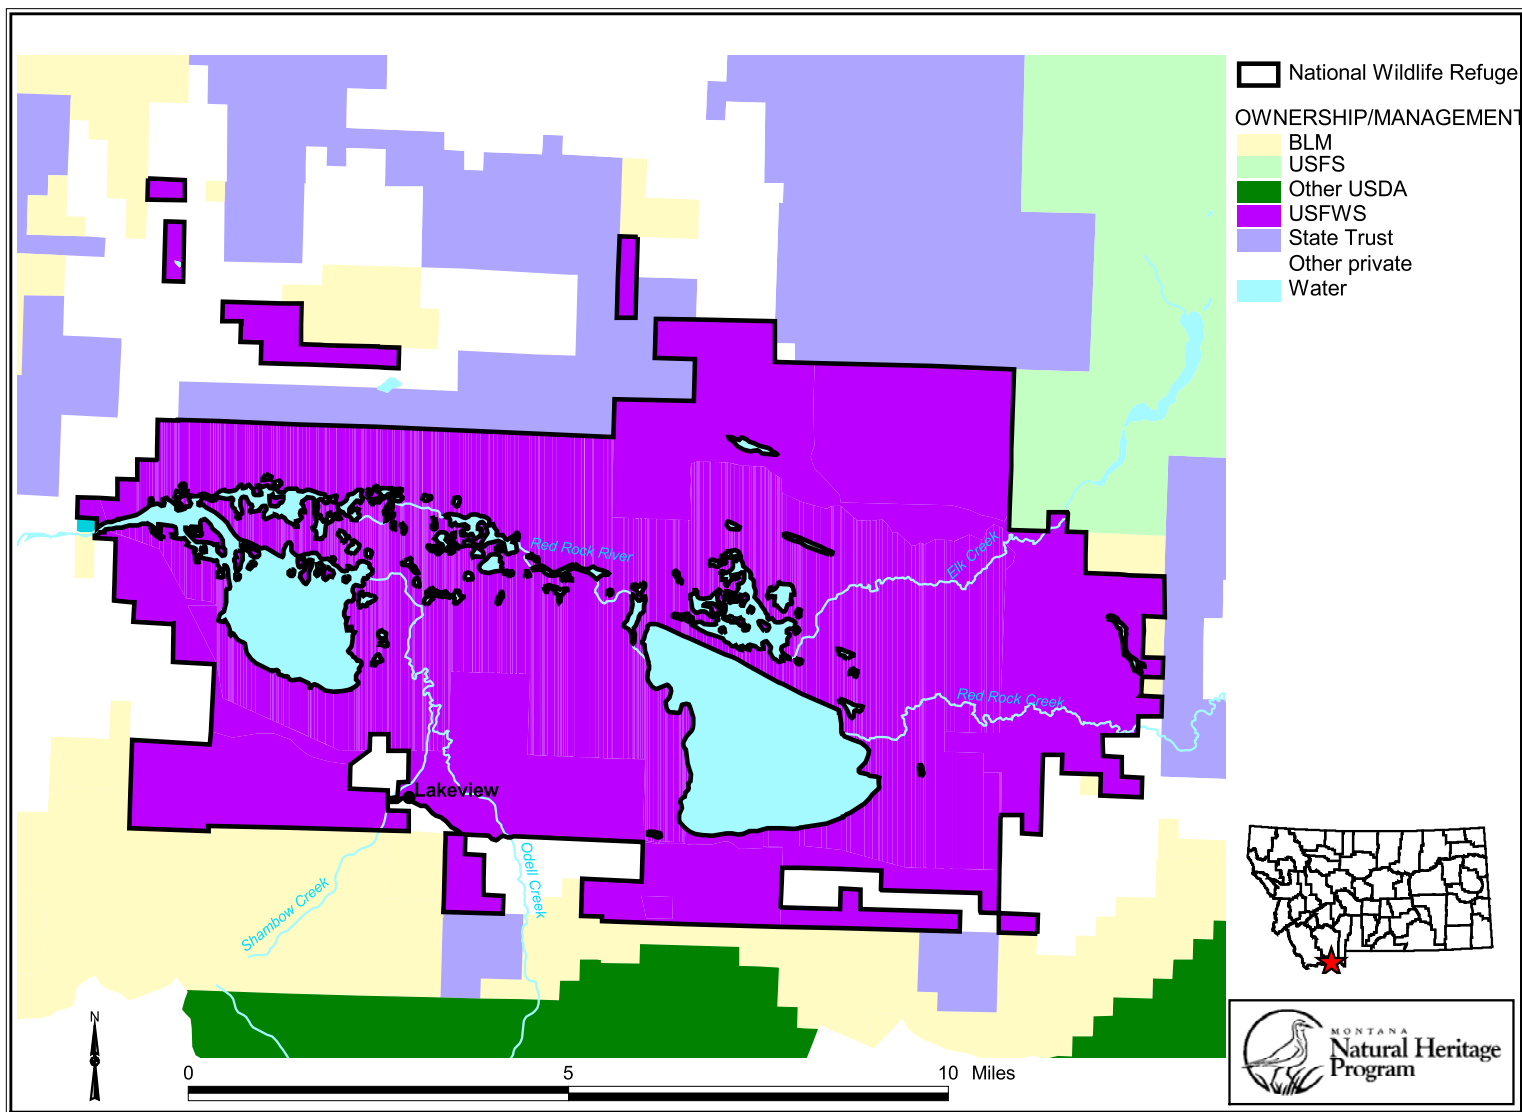 National Wildlife Refuge
OWNERSHIP/MANAGEMENT
BLM
USFS
Other USDA
USFWS
State Trust
Other private
Water
Red Rock River
Elk Creek
Red Rock Creek
Lakeview
Odell Creek
Shambow Creek
N
0 5 10 Miles
MONTANA
Natural Heritage
Program